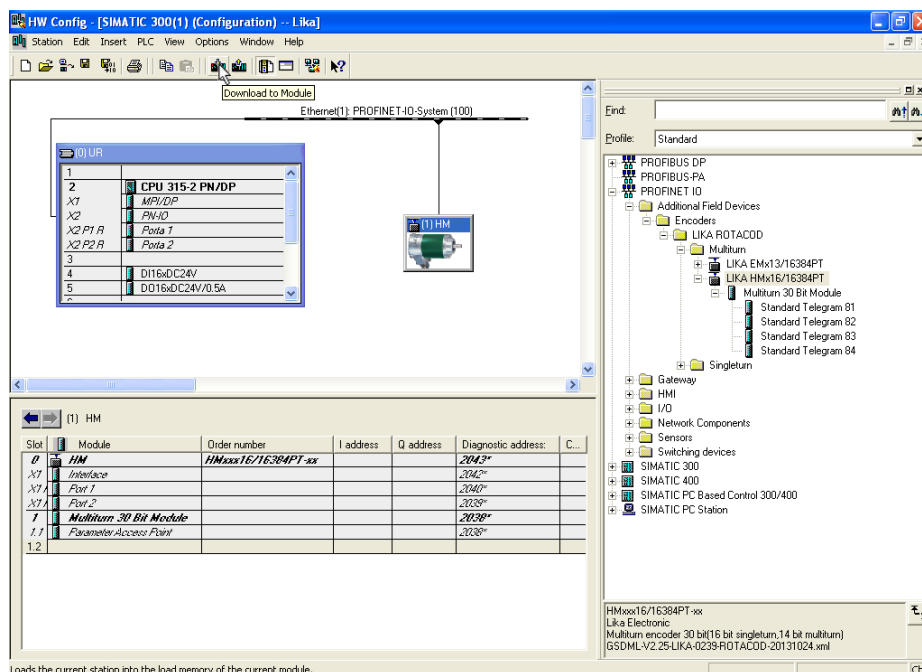 HW Config - [SIMATIC 300(1) (Configuration) -- Lika]
Station Edit Insert PLC View Options Window Help
Download to Module
Ethernet(1): PROFINET-IO-System (100)
(0) UR
1
2 CPU 315-2 PN/DP
X1 MPI/DP
X2 PN-IO
X2 P1 R Porta 1
X2 P2 R Porta 2
3
4 DI16xDC24V
5 DO16xDC24V/0.5A
(1) HM
Find:
Profile: Standard
PROFIBUS DP
PROFIBUS-PA
PROFINET IO
Additional Field Devices
Encoders
LIKA ROTACOD
Multiturn
LIKA EMx13/16384PT
LIKA HMx16/16384PT
Multiturn 30 Bit Module
Standard Telegram 81
Standard Telegram 82
Standard Telegram 83
Standard Telegram 84
Singleturn
Gateway
HMI
I/O
Network Components
Sensors
Switching devices
SIMATIC 300
SIMATIC 400
SIMATIC PC Based Control 300/400
SIMATIC PC Station
(1) HM
Slot Module Order number I address Q address Diagnostic address: C...
0 HM HMxxx16/16384PT-xx 2043*
X1 Interface 2042*
X1 Port 1 2040*
X1 Port 2 2039*
1 Multiturn 30 Bit Module 2038*
1.1 Parameter Access Point 2038*
1.2
HMxxx16/16384PT-xx
Lika Electronic
Multiturn encoder 30 bit(16 bit singleturn,14 bit multiturn)
GSDML-V2.25-LIKA-0239-ROTACOD-20131024.xml
Loads the current station into the load memory of the current module.